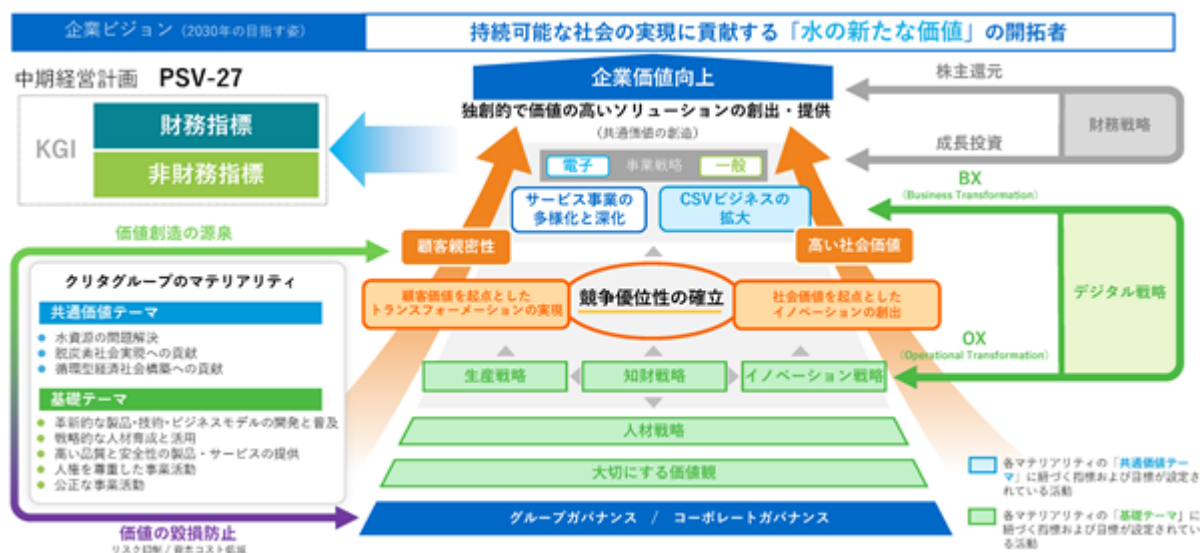 企業ビジョン（2030年の目指す姿）
持続可能な社会の実現に貢献する「水の新たな価値」の開拓者
中期経営計画 PSV-27
KGI
財務指標
非財務指標
企業価値向上
独創的で価値の高いソリューションの創出・提供
（共通価値の創造）
電子
事業戦略
一般
サービス事業の
多様化と深化
CSVビジネスの
拡大
株主還元
成長投資
財務戦略
BX
（Business Transformation）
デジタル戦略
OX
（Operational Transformation）
価値創造の源泉
顧客親密性
高い社会価値
顧客価値を起点とした
トランスフォーメーションの実現
競争優位性の確立
社会価値を起点とした
イノベーションの創出
クリタグループのマテリアリティ
共通価値テーマ
水資源の問題解決
脱炭素社会実現への貢献
循環型経済社会構築への貢献
基礎テーマ
革新的な製品・技術・ビジネスモデルの開発と普及
戦略的な人材育成と活用
高い品質と安全性の製品・サービスの提供
人権を尊重した事業活動
公正な事業活動
生産戦略
知財戦略
イノベーション戦略
人材戦略
大切にする価値観
グループガバナンス / コーポレートガバナンス
価値の毀損防止
リスク抑制 / 資本コスト低減
各マテリアリティの「共通価値テー
マ」に紐づく指標および目標が設定さ
れている活動
各マテリアリティの「基礎テーマ」に
紐づく指標および目標が設定されてい
る活動